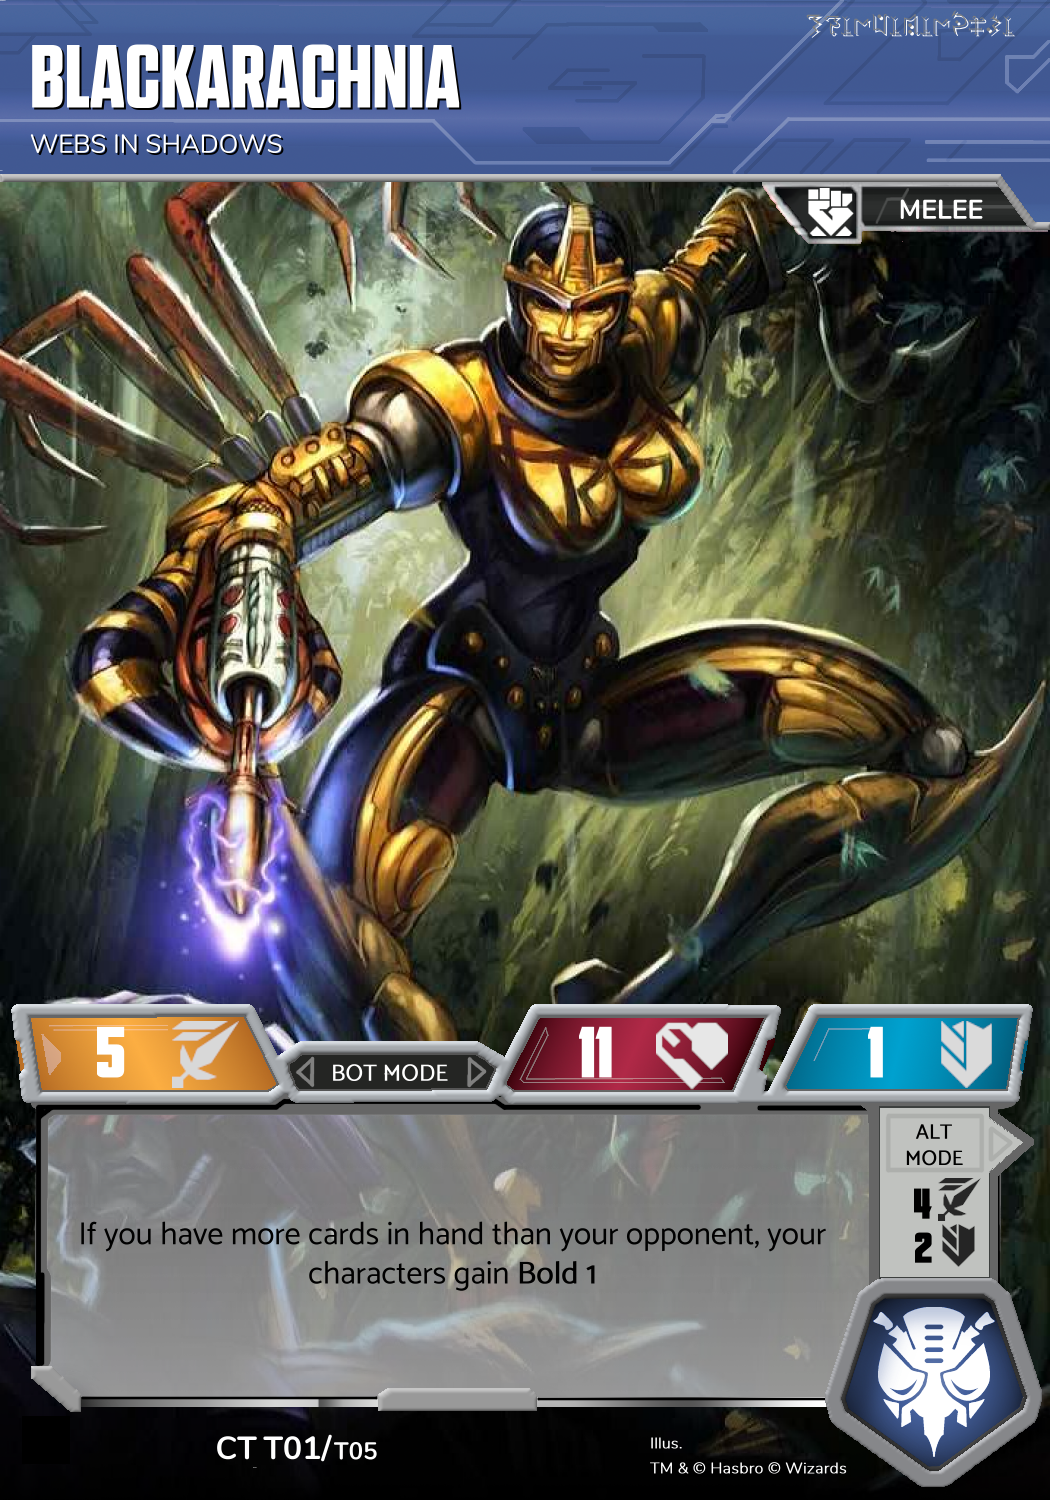 BLACKARACHNIA
WEBS IN SHADOWS
MELEE
5
BOT MODE
11
1
If you have more cards in hand than your opponent, your
characters gain Bold 1
ALT
MODE
4
2
CT T01/T05
Illus.
TM & © Hasbro © Wizards